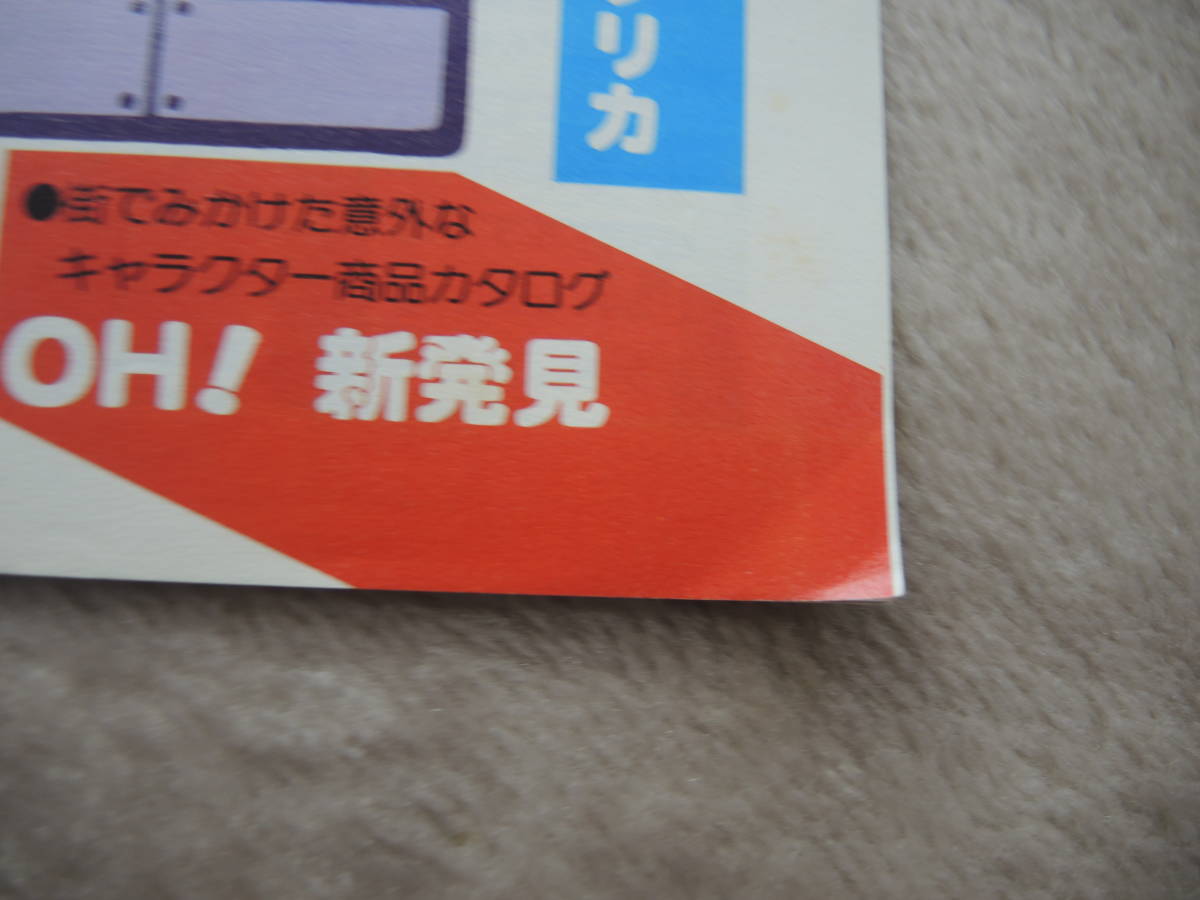 リカ
●街でみかけた意外な
キャラクター商品カタログ
OH! 新発見